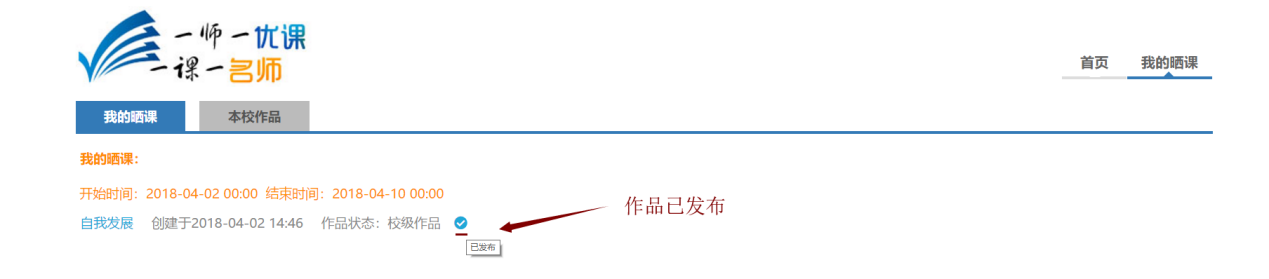 一师一优课
一课一名师
首页 我的晒课
我的晒课 本校作品
我的晒课：
开始时间：2018-04-02 00:00 结束时间：2018-04-10 00:00
作品已发布
自我发展 创建于2018-04-02 14:46 作品状态：校级作品
已发布